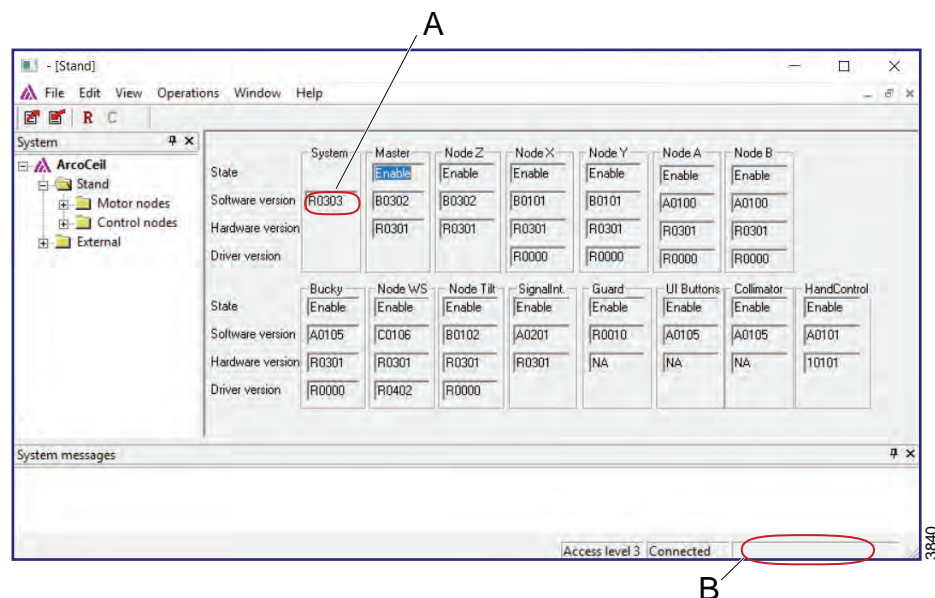 A
- [Stand]
File Edit View Operations Window Help
R C
System
ArcoCeil
Stand
Motor nodes
Control nodes
External
System Master Node Z Node X Node Y Node A Node B
State Enable Enable Enable Enable Enable Enable
Software version R0303 B0302 B0302 B0101 B0101 A0100 A0100
Hardware version R0301 R0301 R0301 R0301 R0301 R0301
Driver version R0000 R0000 R0000 R0000
Bucky Node WS Node Tilt SignalInt. Guard UI Buttons Collimator HandControl
State Enable Enable Enable Enable Enable Enable Enable Enable
Software version A0105 C0106 B0102 A0201 R0010 A0105 A0105 A0101
Hardware version R0301 R0301 R0301 R0301 NA NA NA 10101
Driver version R0000 R0402 R0000
System messages
Access level 3 Connected
B
3840